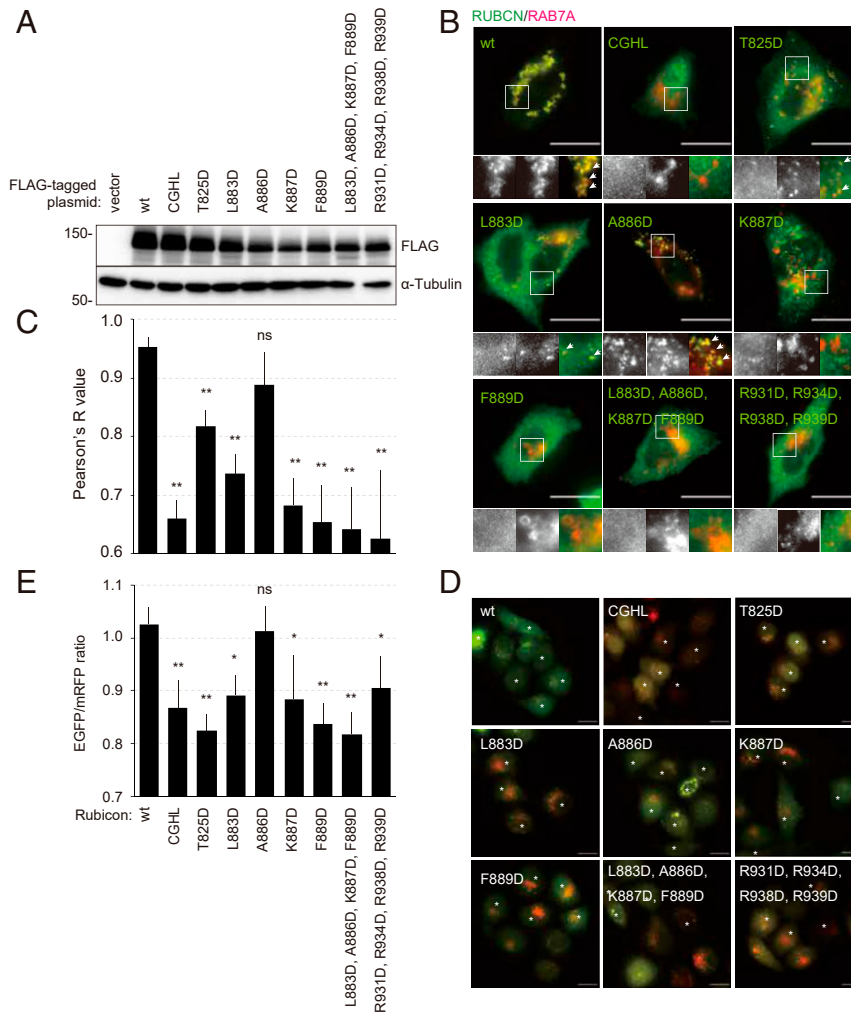 A
FLAG-tagged
plasmid:
vector
wt
CGHL
T825D
L883D
A886D
K887D
F889D
L883D, A886D, K887D, F889D
R931D, R934D, R938D, R939D
150-
FLAG
α-Tubulin
50-
B
RUBCN/RAB7A
wt
CGHL
T825D
L883D
A886D
K887D
F889D
L883D, A886D,
K887D, F889D
R931D, R934D,
R938D, R939D
C
Pearson's R value
1.0
0.9
0.8
0.7
0.6
**
**
**
ns
**
**
**
**
E
EGFP/mRFP ratio
1.1
1.0
0.9
0.8
0.7
**
**
*
ns
*
**
**
*
Rubicon:
wt
CGHL
T825D
L883D
A886D
K887D
F889D
L883D, A886D, K887D, F889D
R931D, R934D, R938D, R939D
D
wt
CGHL
T825D
L883D
A886D
K887D
F889D
L883D, A886D,
K887D, F889D
R931D, R934D,
R938D, R939D